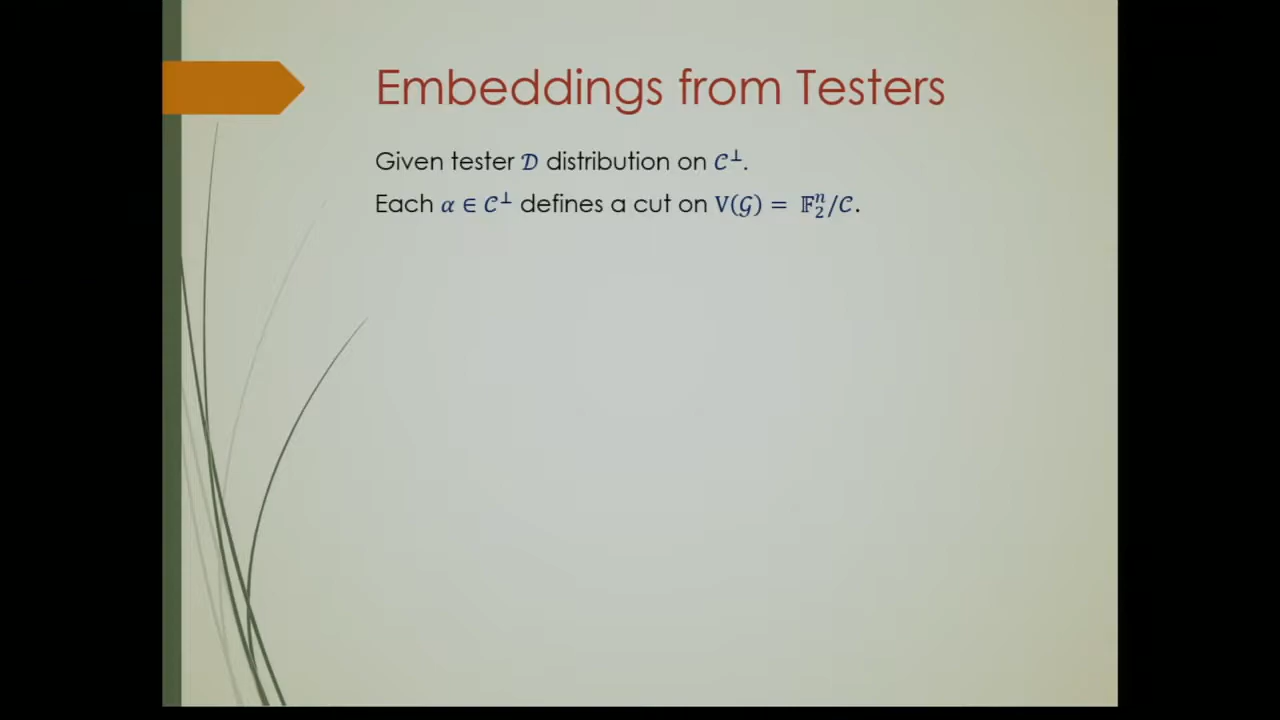 Embeddings from Testers
Given tester 𝒟 distribution on 𝒞⊥.
Each α ∈ 𝒞⊥ defines a cut on V(𝒢) = 𝔽₂ⁿ/𝒞.